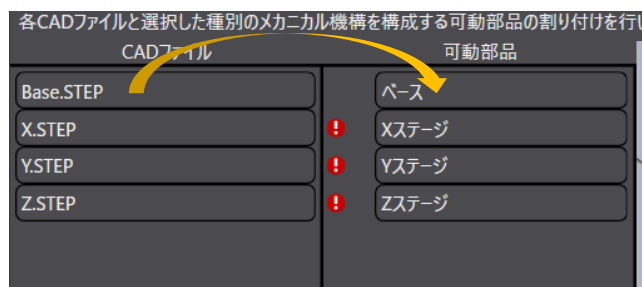 各CADファイルと選択した種別のメカニカル機構を構成する可動部品の割り付けを行
CADファイル 可動部品
Base.STEP ベース
X.STEP Xステージ
Y.STEP Yステージ
Z.STEP Zステージ